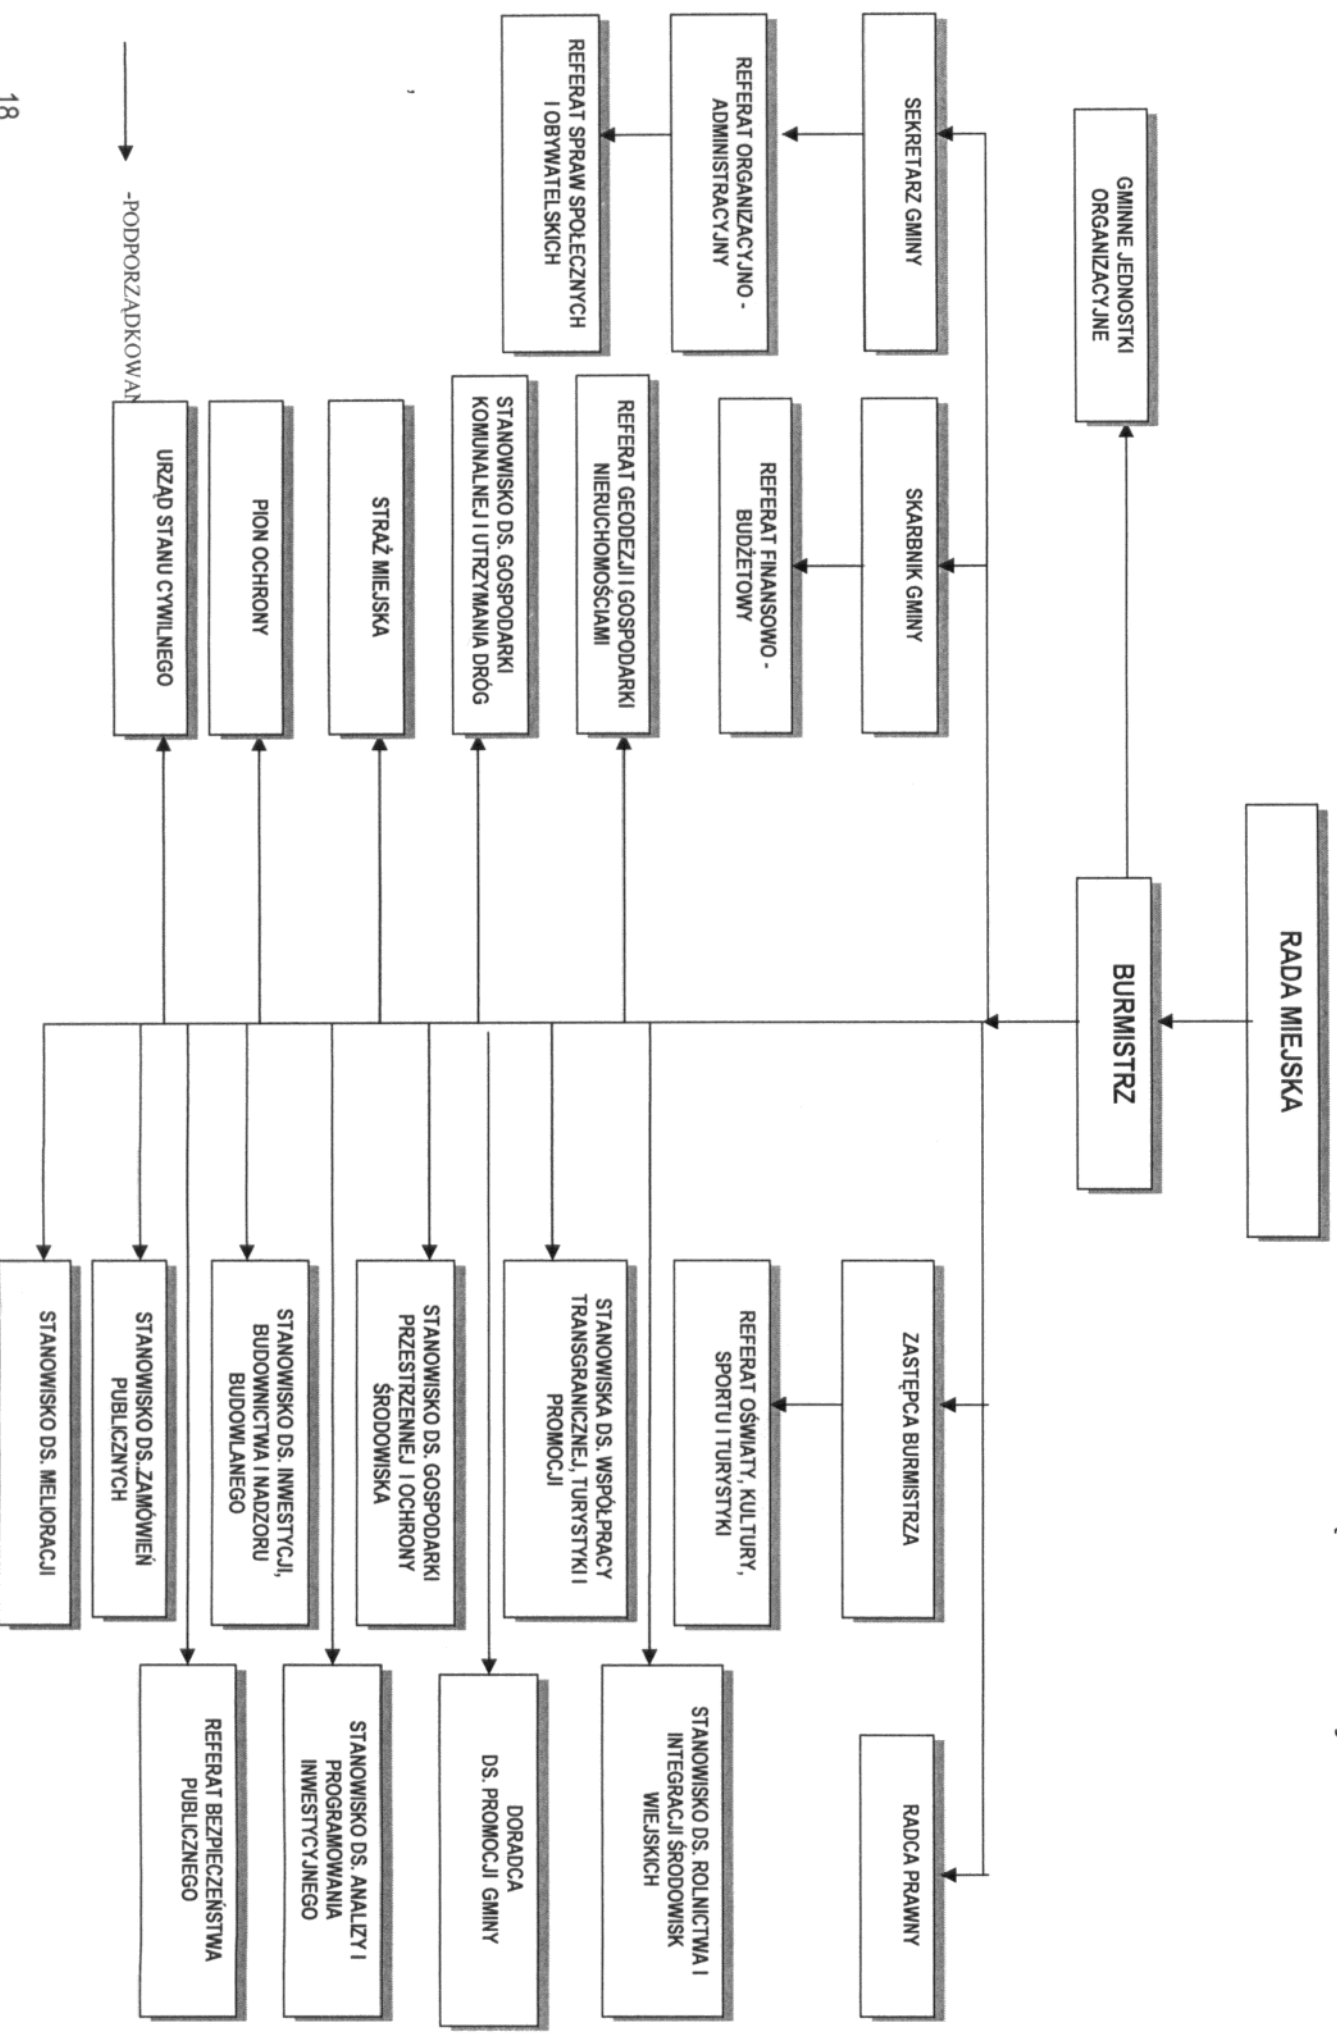 RADA MIEJSKA
BURMISTRZ
GMINNE JEDNOSTKI
ORGANIZACYJNE
SEKRETARZ GMINY
SKARBNIK GMINY
ZASTĘPCA BURMISTRZA
RADCA PRAWNY
REFERAT ORGANIZACYJNO -
ADMINISTRACYJNY
REFERAT FINANSOWO -
BUDŻETOWY
REFERAT OŚWIATY, KULTURY,
SPORTU I TURYSTYKI
REFERAT SPRAW SPOŁECZNYCH
I OBYWATELSKICH
REFERAT GEODEZJI I GOSPODARKI
NIERUCHOMOŚCIAMI
STANOWISKA DS. WSPÓŁPRACY
TRANSGRANICZNEJ, TURYSTYKI I
PROMOCJI
STANOWISKO DS. ROLNICTWA I
INTEGRACJI ŚRODOWISK
WIEJSKICH
STANOWISKO DS. GOSPODARKI
KOMUNALNEJ I UTRZYMANIA DRÓG
STANOWISKO DS. GOSPODARKI
PRZESTRZENNEJ I OCHRONY
ŚRODOWISKA
DORADCA
DS. PROMOCJI GMINY
STRAŻ MIEJSKA
STANOWISKO DS. INWESTYCJI,
BUDOWNICTWA I NADZORU
BUDOWLANEGO
STANOWISKO DS. ANALIZY I
PROGRAMOWANIA
INWESTYCYJNEGO
PION OCHRONY
STANOWISKO DS.ZAMÓWIEŃ
PUBLICZNYCH
REFERAT BEZPIECZEŃSTWA
PUBLICZNEGO
URZĄD STANU CYWILNEGO
STANOWISKO DS. MELIORACJI
-PODPORZĄDKOWAN
18